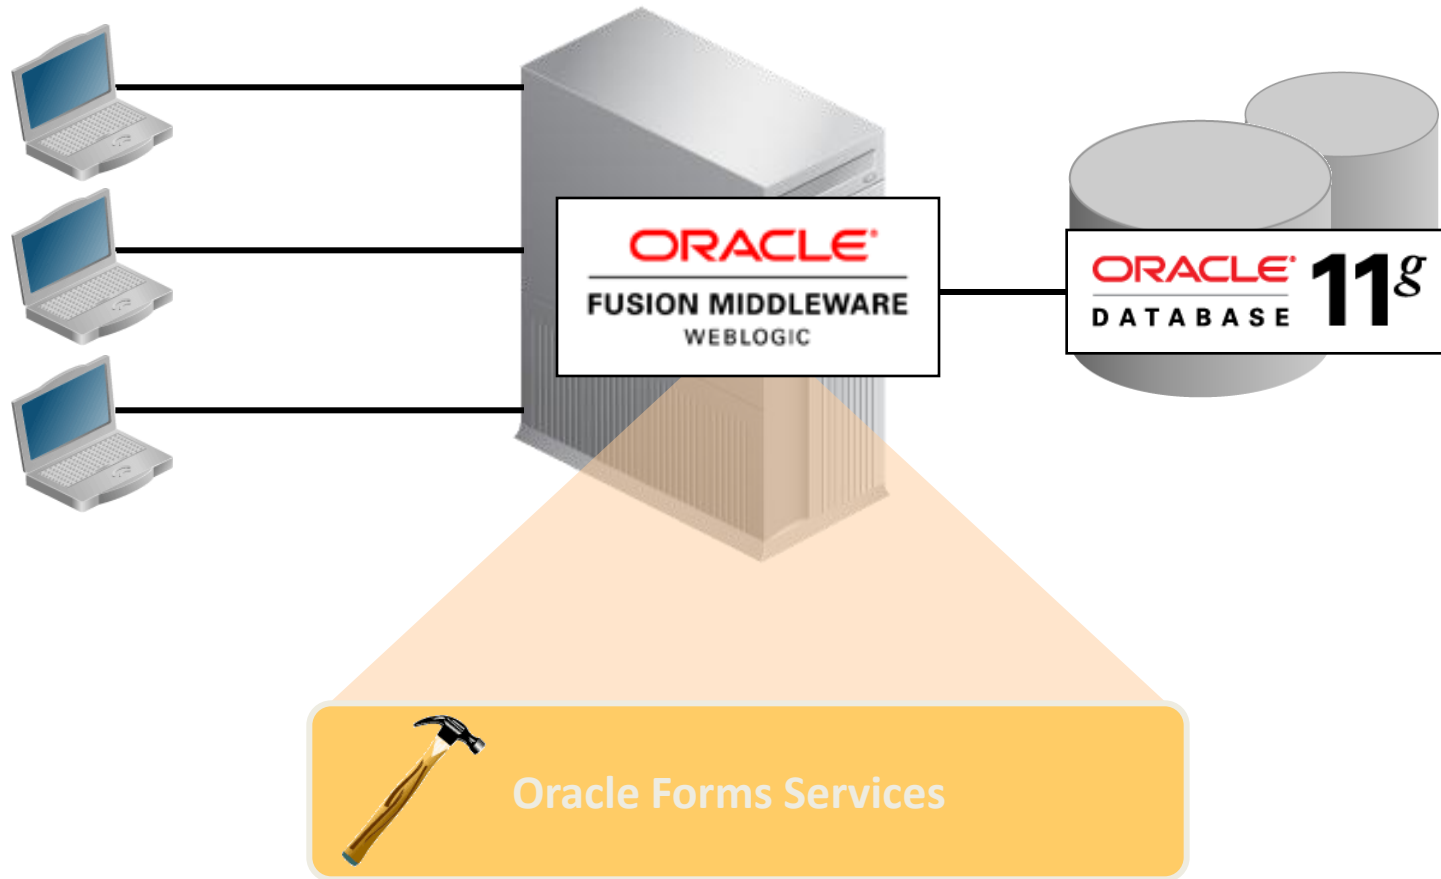 ORACLE
FUSION MIDDLEWARE
WEBLOGIC
ORACLE
DATABASE 11g
Oracle Forms Services